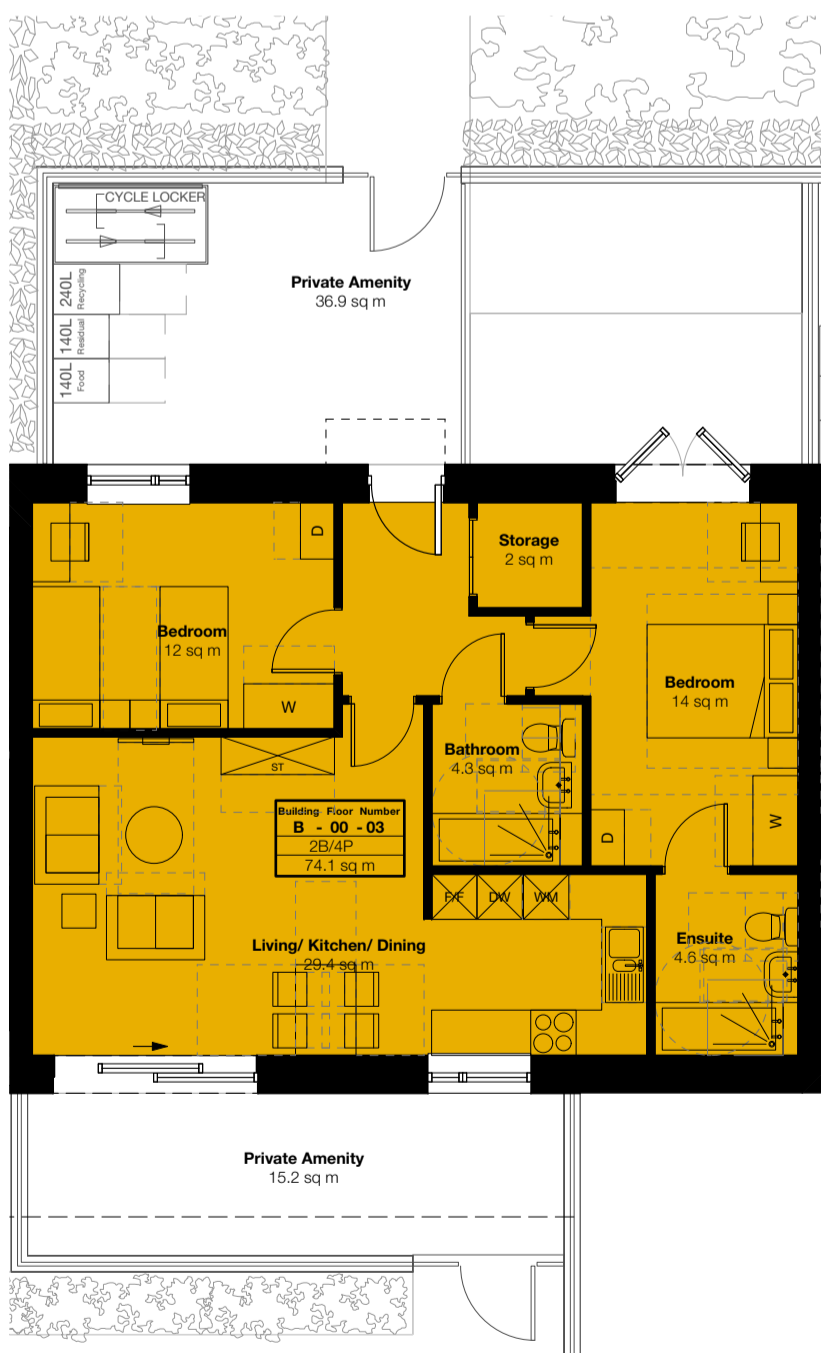 CYCLE LOCKER
240L
Recycling
140L
Residual
140L
Food
Private Amenity
36.9 sq m
D
Storage
2 sq m
Bedroom
12 sq m
W
Bedroom
14 sq m
Bathroom
4.3 sq m
ST
Building Floor Number
B - 00 - 03
2B/4P
74.1 sq m
D
W
F/F
DW
WM
Living/ Kitchen/ Dining
29.4 sq m
Ensuite
4.6 sq m
Private Amenity
15.2 sq m